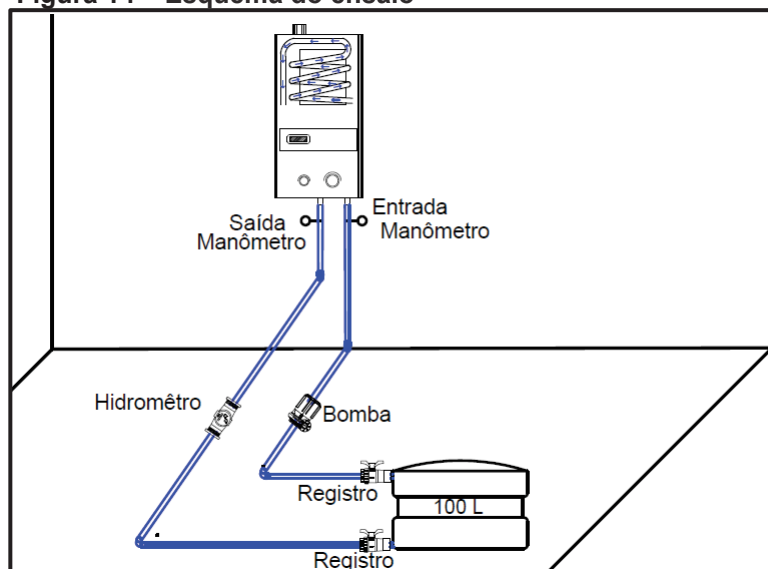 Saída
Manômetro
Entrada
Manômetro
Hidromêtro
Bomba
Registro
100 L
Registro